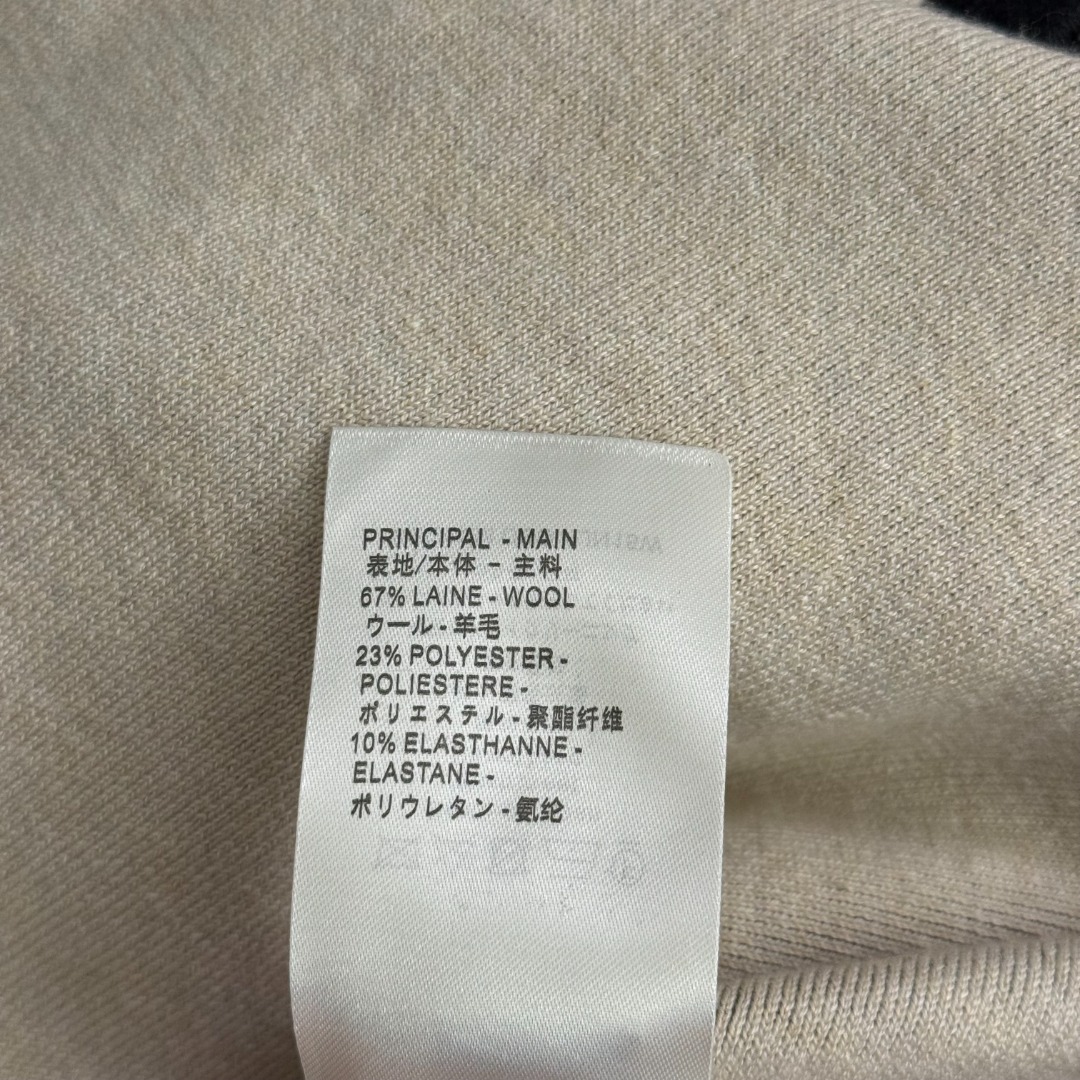 PRINCIPAL - MAIN
表地/本体 - 主料
67% LAINE - WOOL
ウール - 羊毛
23% POLYESTER -
POLIESTERE -
ポリエステル - 聚酯纤维
10% ELASTHANNE -
ELASTANE -
ポリウレタン - 氨纶